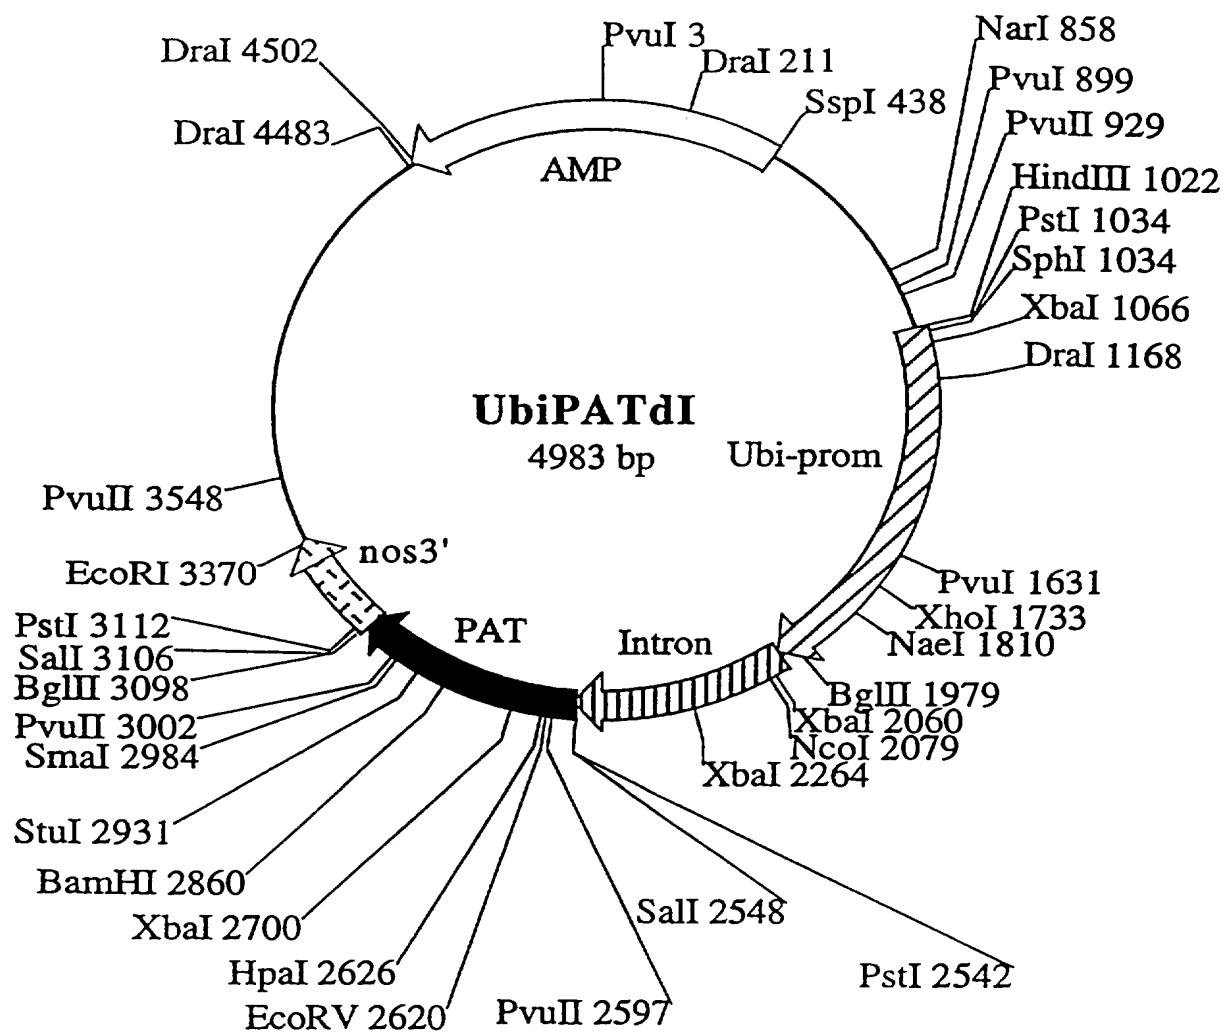 PvuI 3
DraI 211
SspI 438
NarI 858
PvuI 899
PvuII 929
HindIII 1022
PstI 1034
SphI 1034
XbaI 1066
DraI 1168
DraI 4502
DraI 4483
AMP
UbiPATdI
4983 bp
Ubi-prom
PvuII 3548
EcoRI 3370
nos3'
PstI 3112
SalI 3106
BglII 3098
PvuII 3002
SmaI 2984
StuI 2931
BamHI 2860
XbaI 2700
HpaI 2626
EcoRV 2620
PvuII 2597
PAT
Intron
PvuI 1631
XhoI 1733
NaeI 1810
BglII 1979
XbaI 2060
NcoI 2079
XbaI 2264
SalI 2548
PstI 2542